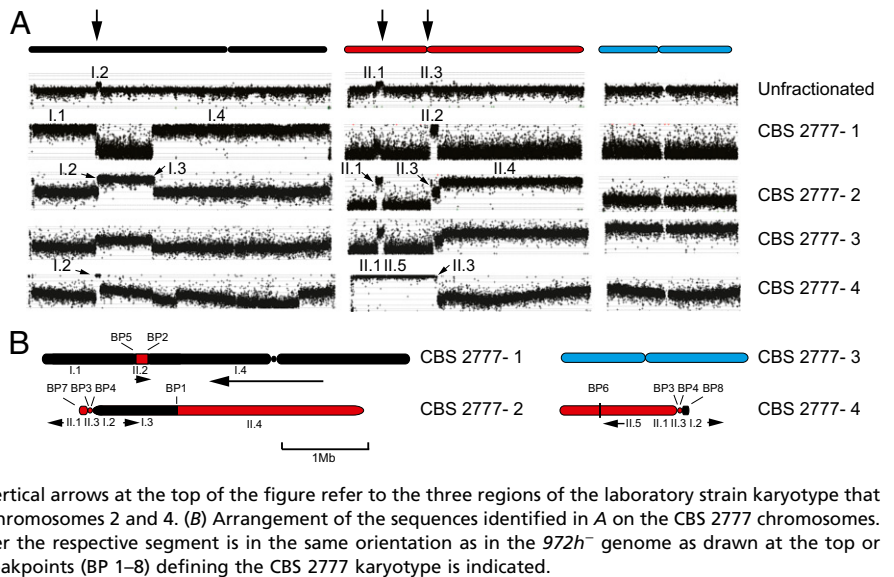 A
I.2 II.1 II.3 Unfractionated
I.1 I.4 II.2 CBS 2777- 1
I.2 I.3 II.1 II.3 II.4 CBS 2777- 2
CBS 2777- 3
I.2 II.1 II.5 II.3 CBS 2777- 4
B
BP5 BP2
I.1 II.2 I.4 CBS 2777- 1 CBS 2777- 3
BP7 BP3 BP4 BP1 CBS 2777- 2 BP6 BP3 BP4 BP8 CBS 2777- 4
II.1 II.3 I.2 I.3 II.4 II.5 II.1 II.3 I.2
1Mb
ertical arrows at the top of the figure refer to the three regions of the laboratory strain karyotype that
hromosomes 2 and 4. (B) Arrangement of the sequences identified in A on the CBS 2777 chromosomes.
er the respective segment is in the same orientation as in the 972h− genome as drawn at the top or
akpoints (BP 1–8) defining the CBS 2777 karyotype is indicated.